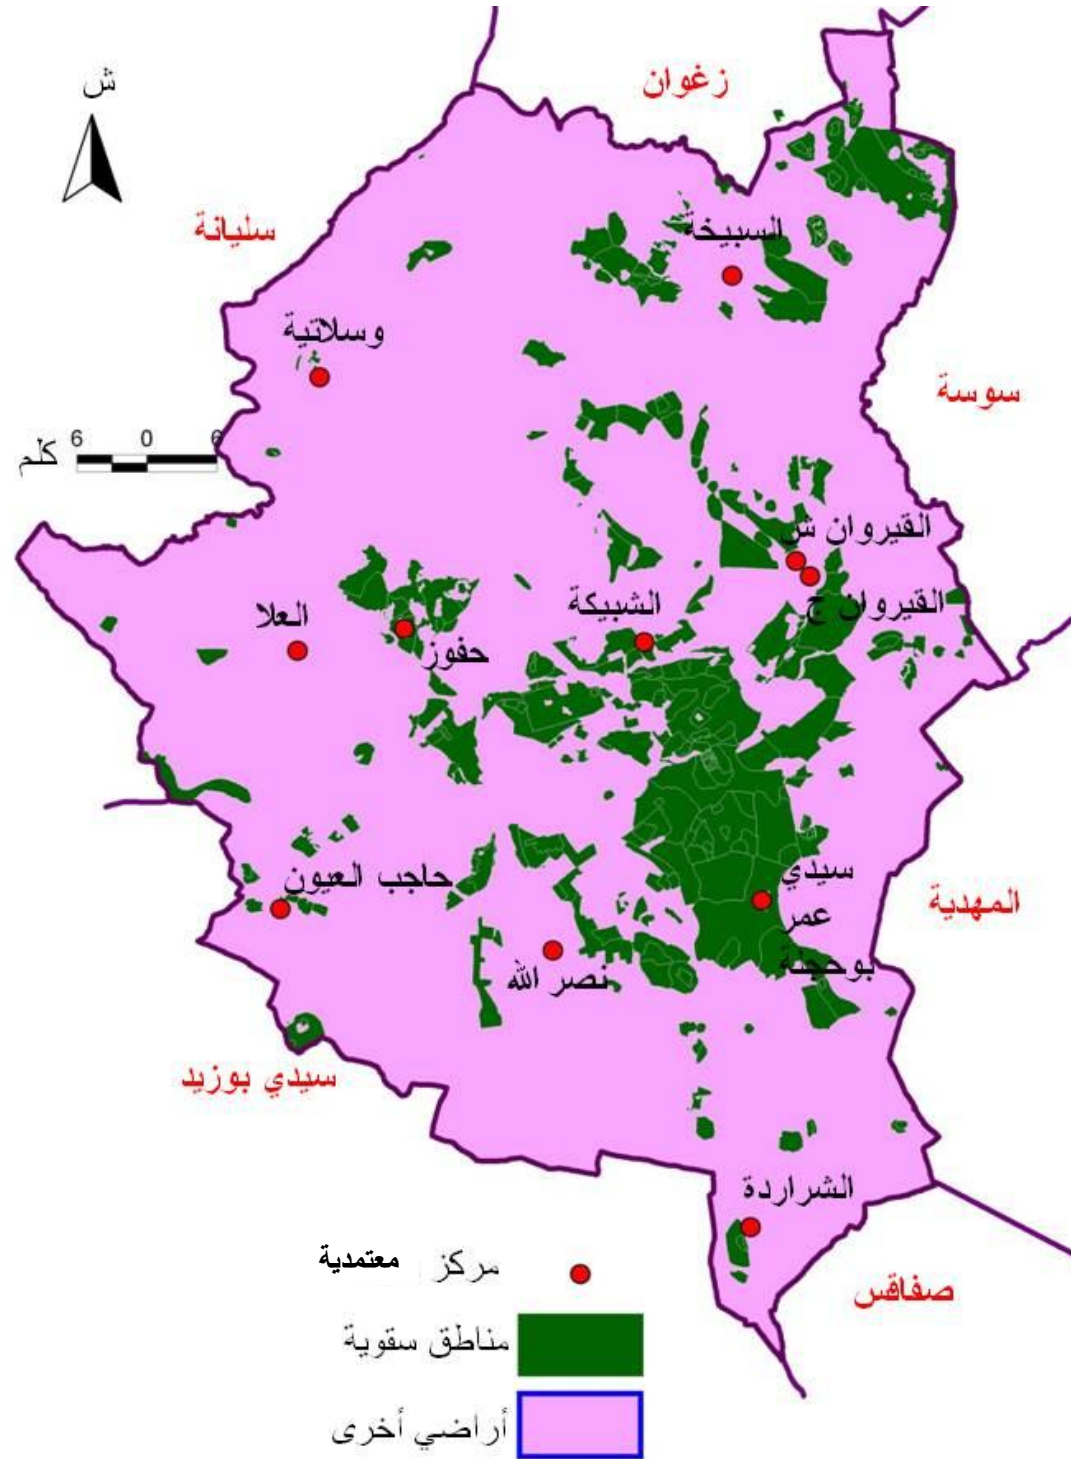 زغوان
ش
السبيخة
سليانة
وسلاتية
سوسة
6 0 6
كلم
القيروان ش
القيروان ج
الشبيكة
العلا
حفوز
سيدي
عمر
بوحجلة
حاجب العيون
المهدية
نصر الله
سيدي بوزيد
الشراردة
صفاقس
مركز معتمدية
مناطق سقوية
أراضي أخرى